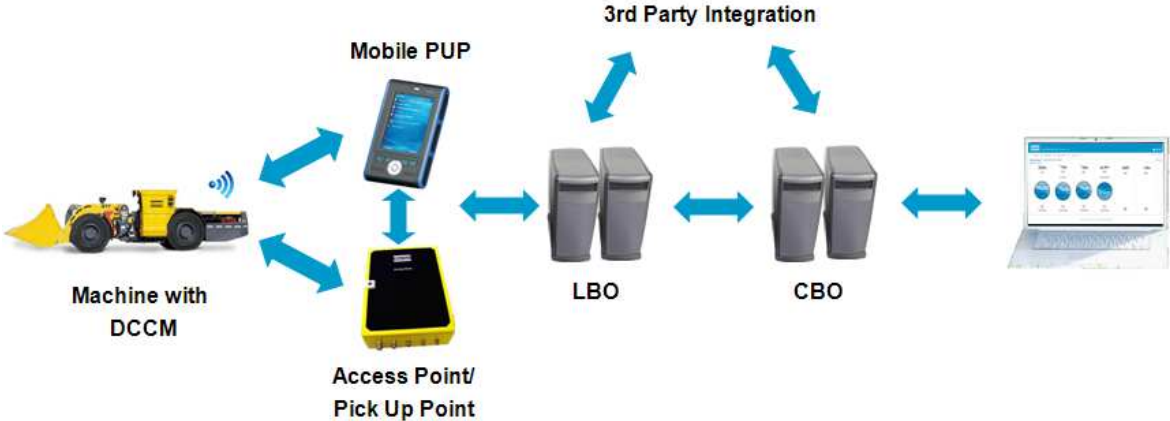 3rd Party Integration
Mobile PUP
Machine with
DCCM
Access Point/
Pick Up Point
LBO
CBO